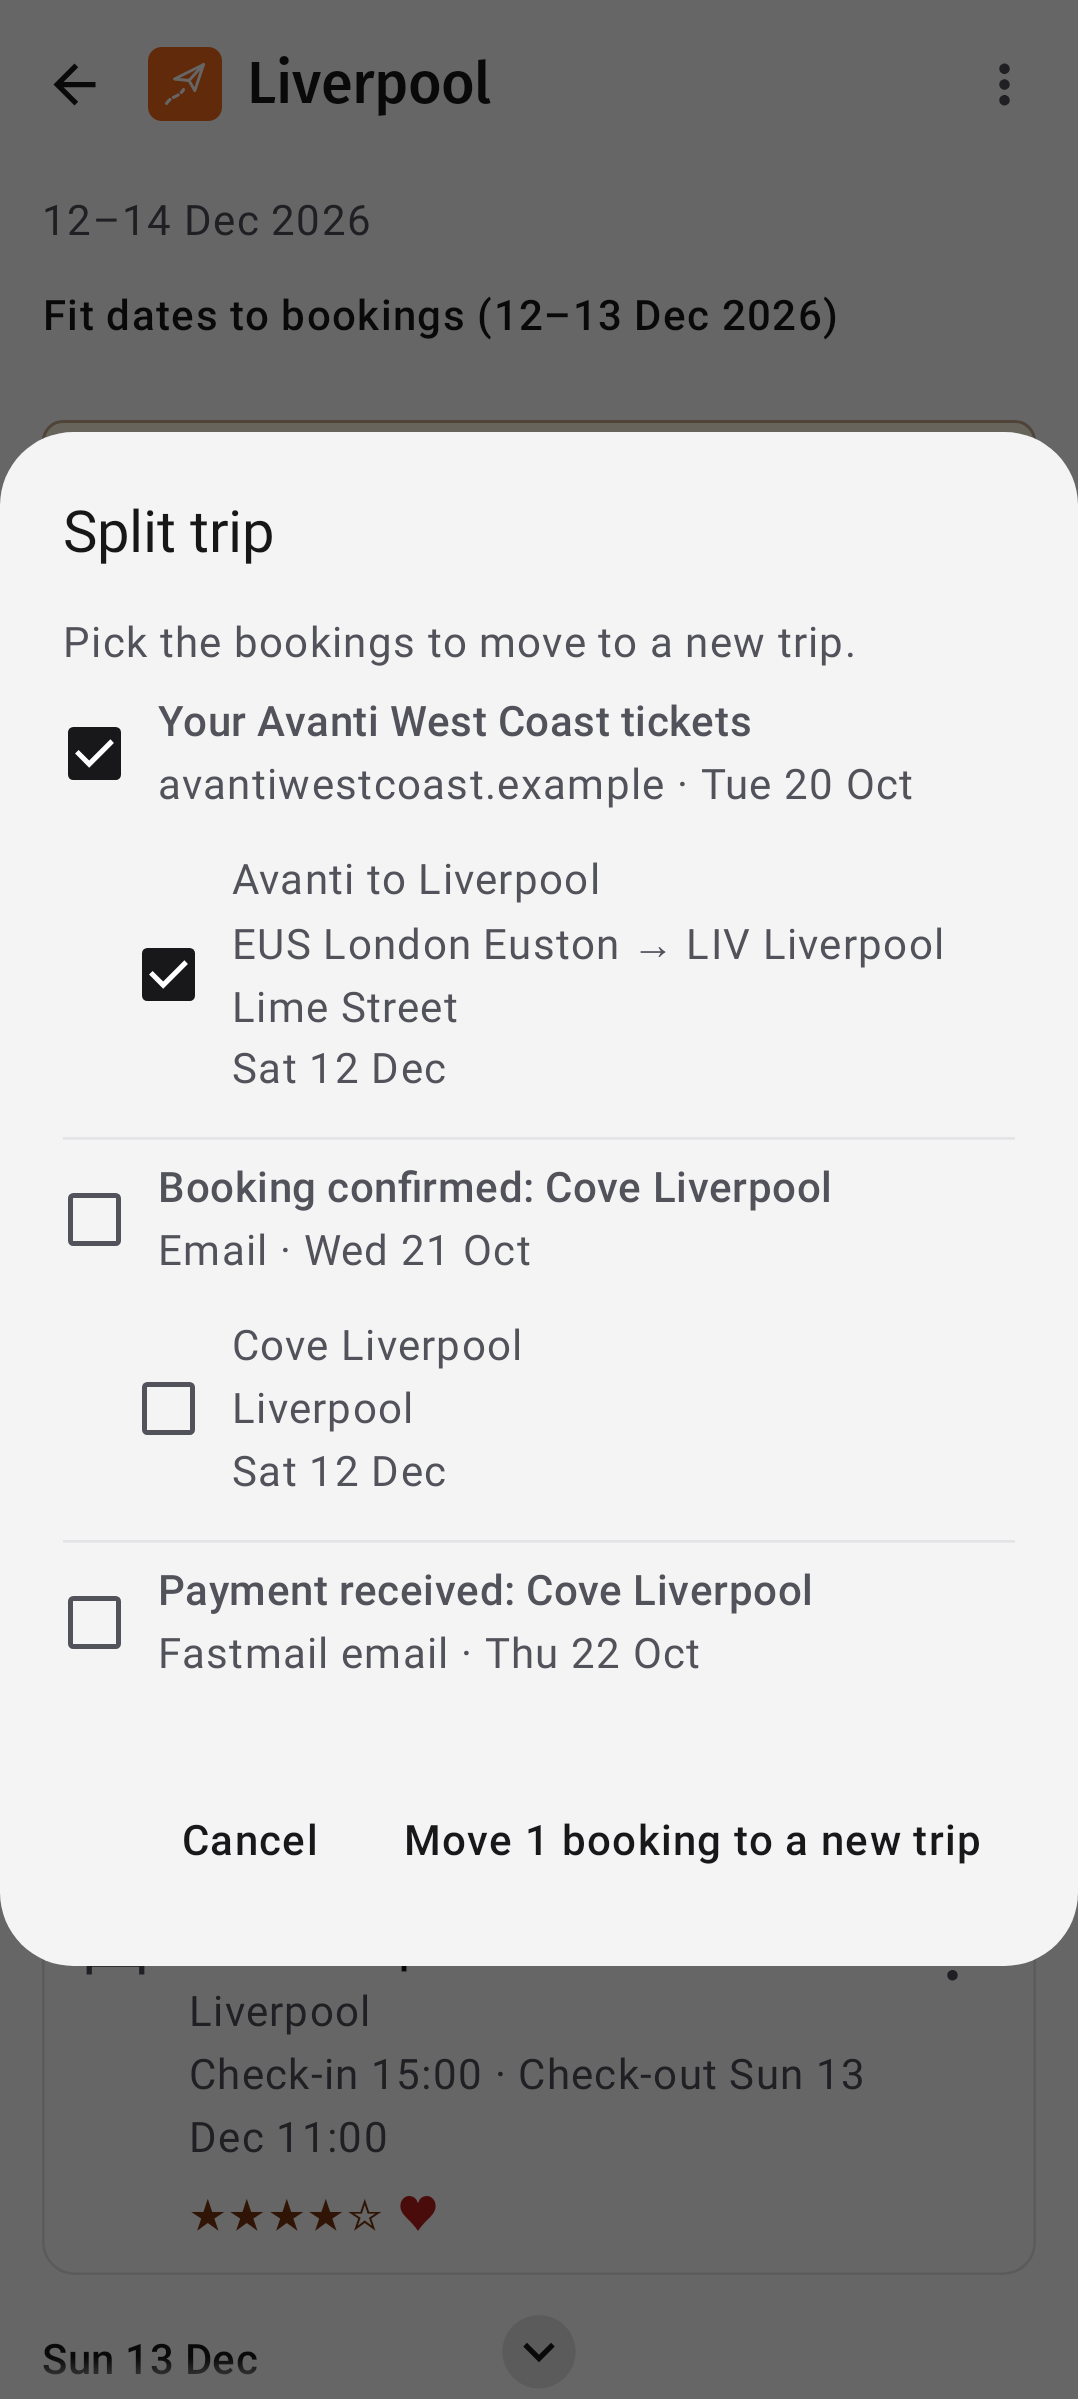 Liverpool
12–14 Dec 2026
Fit dates to bookings (12–13 Dec 2026)
Split trip
Pick the bookings to move to a new trip.
Your Avanti West Coast tickets
avantiwestcoast.example · Tue 20 Oct
Avanti to Liverpool
EUS London Euston → LIV Liverpool
Lime Street
Sat 12 Dec
Booking confirmed: Cove Liverpool
Email · Wed 21 Oct
Cove Liverpool
Liverpool
Sat 12 Dec
Payment received: Cove Liverpool
Fastmail email · Thu 22 Oct
Cancel
Move 1 booking to a new trip
Liverpool
Check-in 15:00 · Check-out Sun 13
Dec 11:00
★★★★☆ ♥
Sun 13 Dec